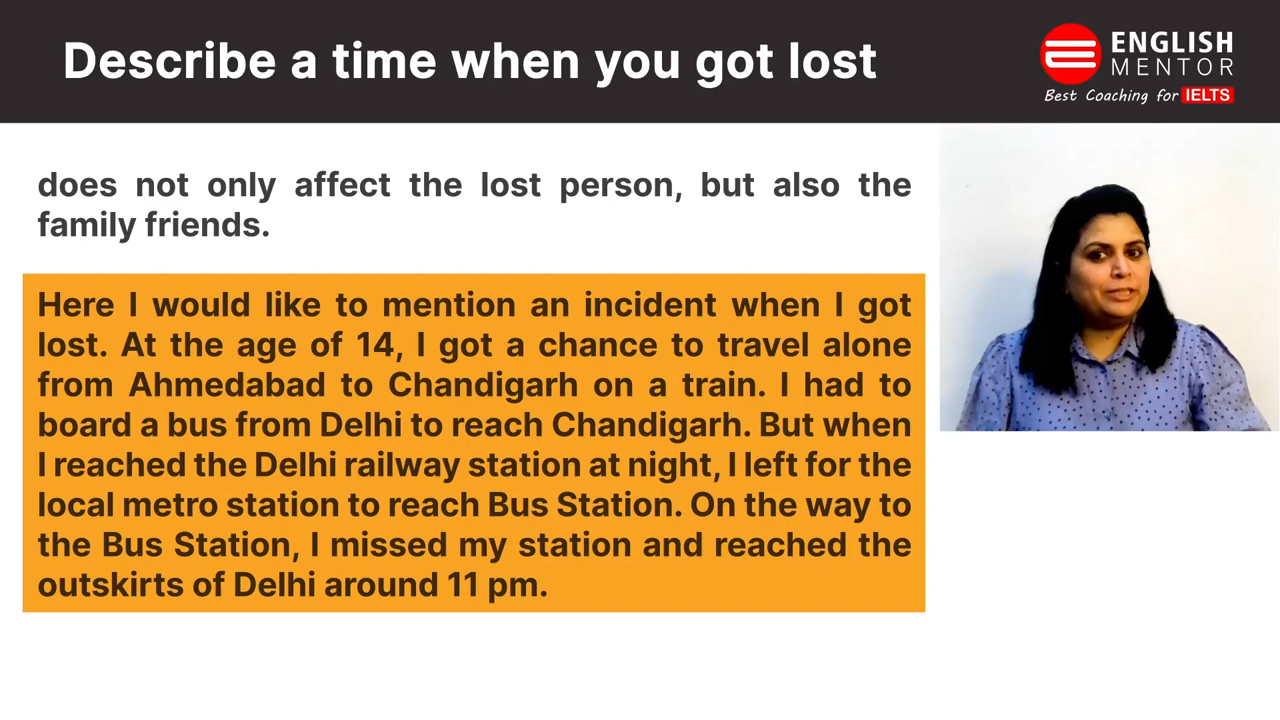 Describe a time when you got lost
ENGLISH
MENTOR
Best Coaching for IELTS
does not only affect the lost person, but also the
family friends.
Here I would like to mention an incident when I got
lost. At the age of 14, I got a chance to travel alone
from Ahmedabad to Chandigarh on a train. I had to
board a bus from Delhi to reach Chandigarh. But when
I reached the Delhi railway station at night, I left for the
local metro station to reach Bus Station. On the way to
the Bus Station, I missed my station and reached the
outskirts of Delhi around 11 pm.